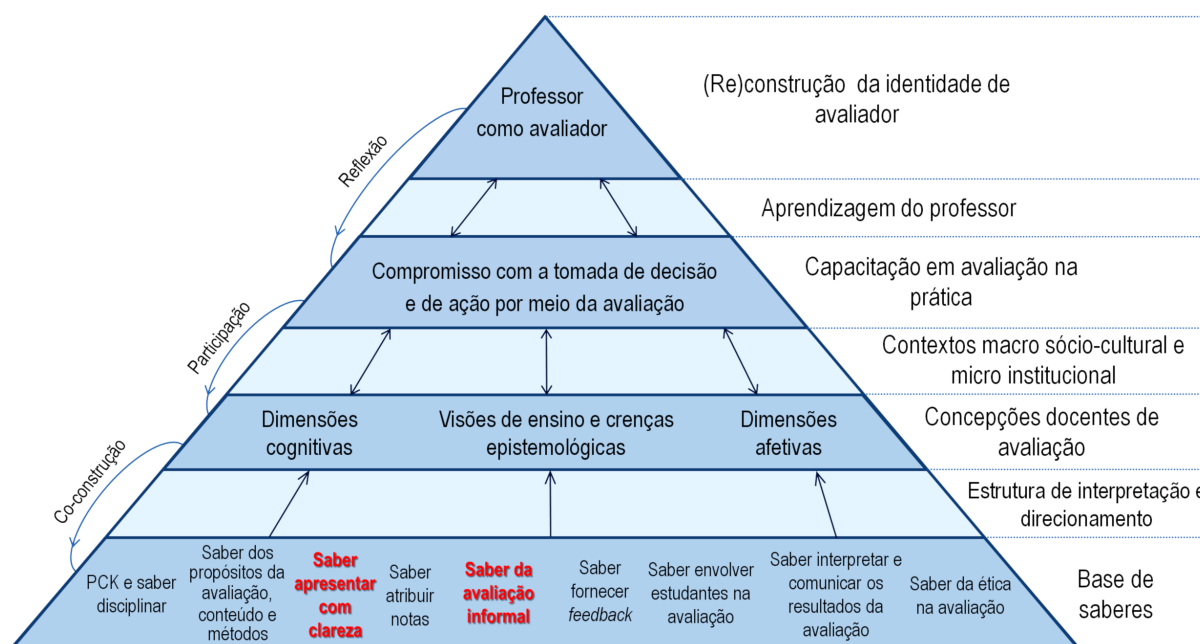 Professor
como avaliador
(Re)construção da identidade de
avaliador
Reflexão
Aprendizagem do professor
Compromisso com a tomada de decisão
e de ação por meio da avaliação
Capacitação em avaliação na
prática
Participação
Contextos macro sócio-cultural e
micro institucional
Dimensões
cognitivas
Visões de ensino e crenças
epistemológicas
Dimensões
afetivas
Concepções docentes de
avaliação
Co-construção
Estrutura de interpretação e
direcionamento
PCK e saber
disciplinar
Saber dos
propósitos da
avaliação,
conteúdo e
métodos
Saber
apresentar
com
clareza
Saber
atribuir
notas
Saber da
avaliação
informal
Saber
fornecer
feedback
Saber envolver
estudantes na
avaliação
Saber interpretar e
comunicar os
resultados da
avaliação
Saber da ética
na avaliação
Base de
saberes